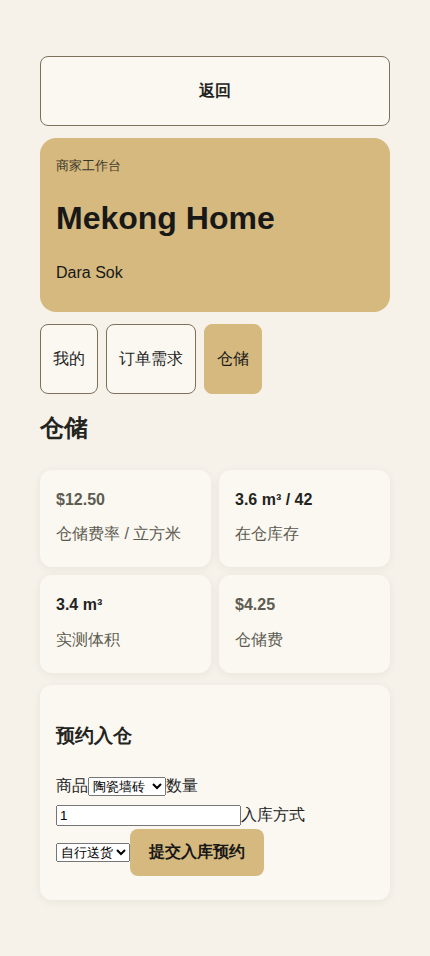 返回
商家工作台
Mekong Home
Dara Sok
我的 订单需求 仓储
仓储
$12.50
仓储费率 / 立方米
3.6 m³ / 42
在仓库存
3.4 m³
实测体积
$4.25
仓储费
预约入仓
商品 陶瓷墙砖 数量
1 入库方式
自行送货 提交入库预约